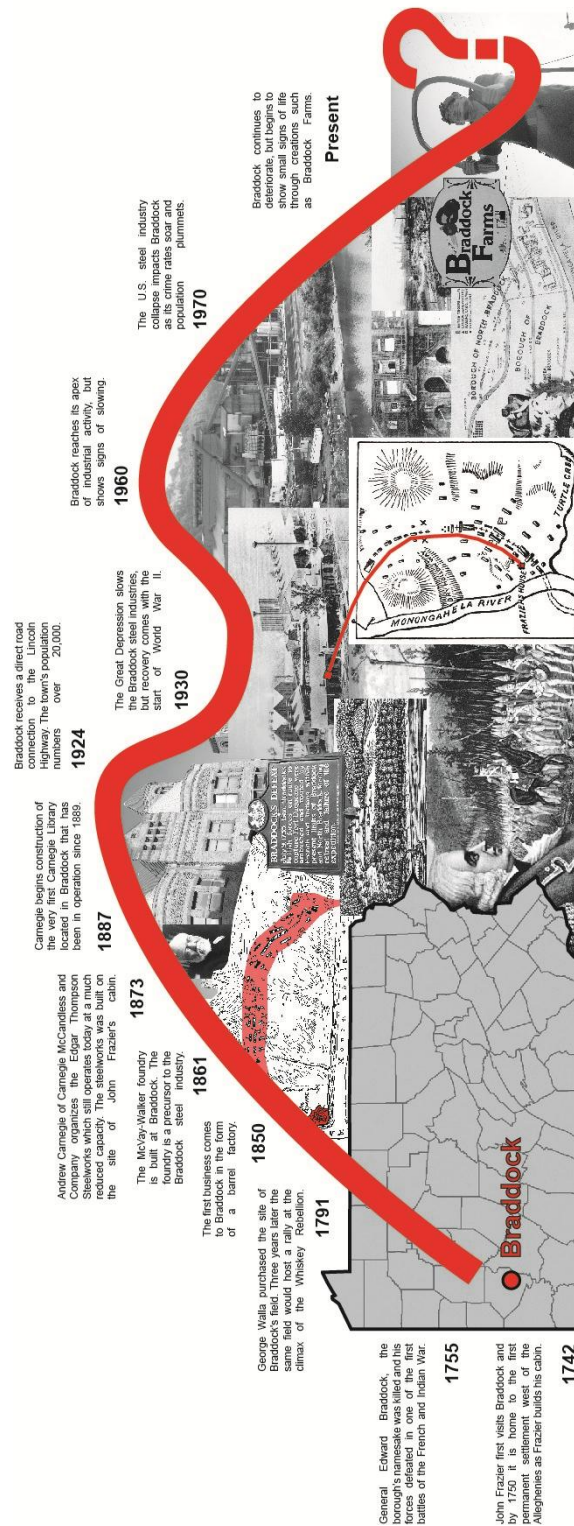 John Frazier first visits Braddock and
by 1750 it is home to the first
permanent settlement west of the
Alleghenies as Frazier builds his cabin.
1742
General Edward Braddock, the
borough's namesake was killed and his
forces defeated in one of the first
battles of the French and Indian War.
1755
George Walla purchased the site of
Braddock's field. Three years later the
same field would host a rally at the
climax of the Whiskey Rebellion.
1791
The first business comes
to Braddock in the form
of a barrel factory.
1850
The McVay-Walker foundry
is built at Braddock. The
foundry is a precursor to the
Braddock steel industry.
1861
Andrew Carnegie of Carnegie McCandless and
Company organizes the Edgar Thompson
Steelworks which still operates today at a much
reduced capacity. The steelworks was built on
the site of John Frazier's cabin.
1873
Carnegie begins construction of
the very first Carnegie Library
located in Braddock that has
been in operation since 1889.
1887
Braddock receives a direct road
connection to the Lincoln
Highway. The town's population
numbers over 20,000.
1924
The Great Depression slows
the Braddock steel industries,
but recovery comes with the
start of World War II.
1930
Braddock reaches its apex
of industrial activity, but
shows signs of slowing.
1960
The U.S. steel industry
collapse impacts Braddock
as its crime rates soar and
population plummets.
1970
Braddock continues to
deteriorate, but begins to
show small signs of life
through creations such
as Braddock Farms.
Present
?
Braddock
BRADDOCK'S DEFEAT
MONONGAHELA RIVER
FRAZIER'S HOUSE
TURTLE CREEK
BOROUGH OF NORTH BRADDOCK
BOROUGH OF
BRADDOCK
Braddock
Farms